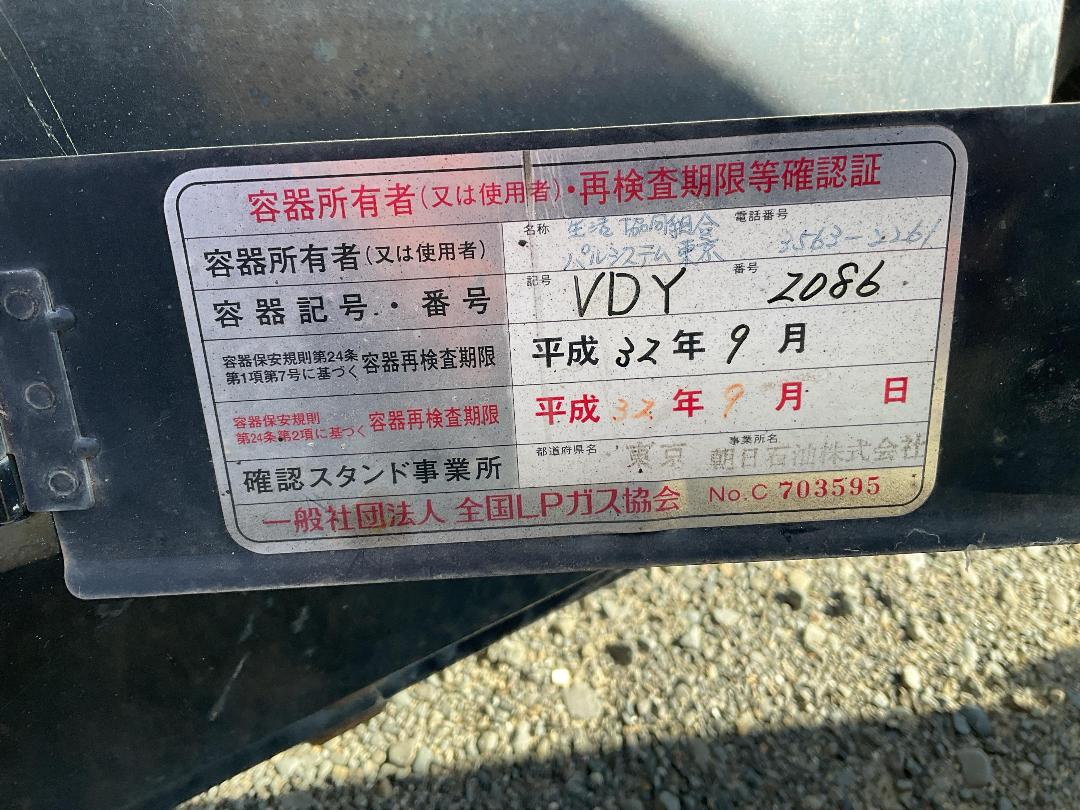 容器所有者(又は使用者)・再検査期限等確認証
容器所有者(又は使用者) 名称 生活協同組合 電話番号
パルシステム東京 3563-2261
容器記号・番号 記号 VDY 番号 2086
容器保安規則第24条
第1項第7号に基づく 容器再検査期限 平成32年9月
容器保安規則
第24条第2項に基づく 容器再検査期限 平成32年9月 日
確認スタンド事業所 都道府県名 東京 事業所名 朝日石油株式会社
一般社団法人 全国LPガス協会 No.C 703595